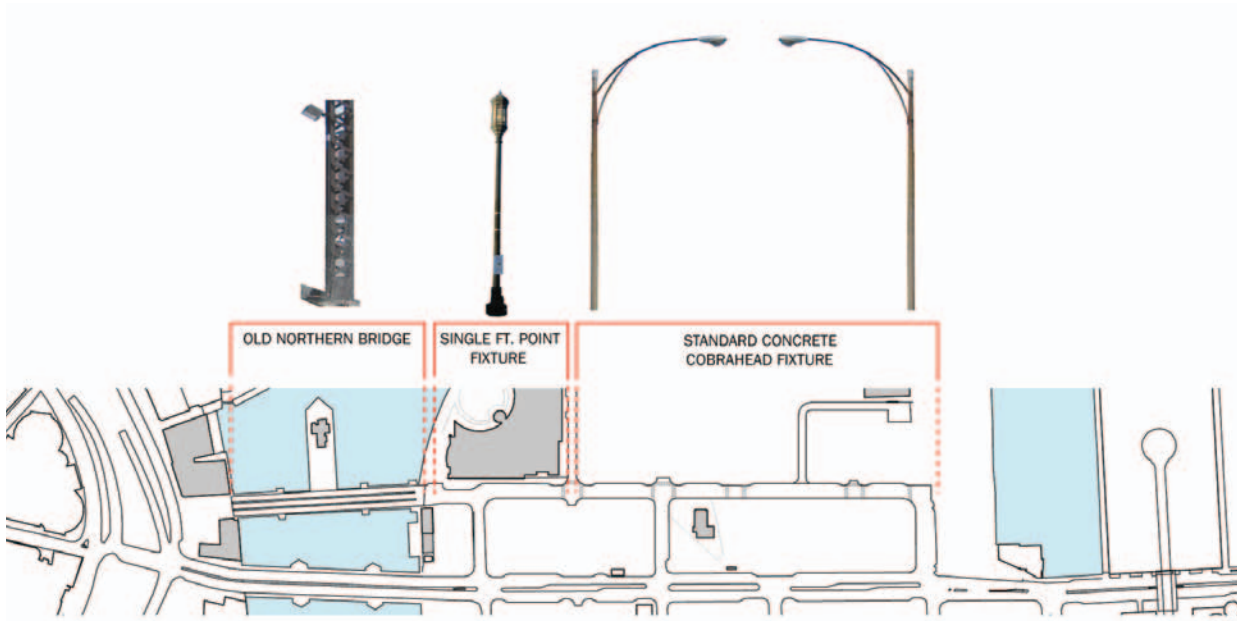 OLD NORTHERN BRIDGE
SINGLE FT. POINT
FIXTURE
STANDARD CONCRETE
COBRAHEAD FIXTURE